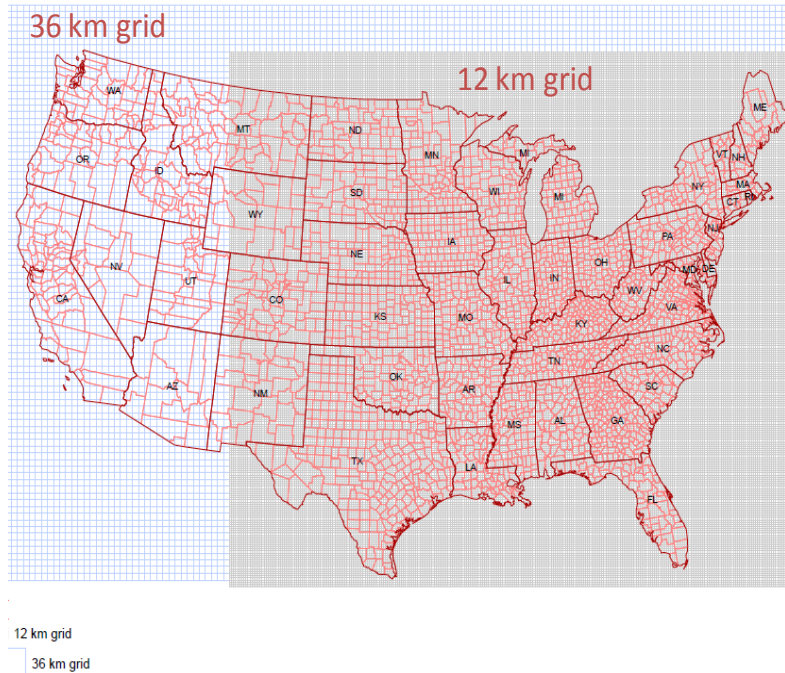 36 km grid
12 km grid
WA
ME
MT
ND
OR
MN
VT
NH
MI
ID
SD
WI
MI
NY
MA
CT
RI
WY
IA
PA
NJ
NE
OH
NV
UT
IL
IN
MD
DE
CO
WV
CA
KS
MO
VA
KY
NC
TN
AZ
OK
AR
SC
NM
MS
AL
GA
TX
LA
FL
12 km grid
36 km grid